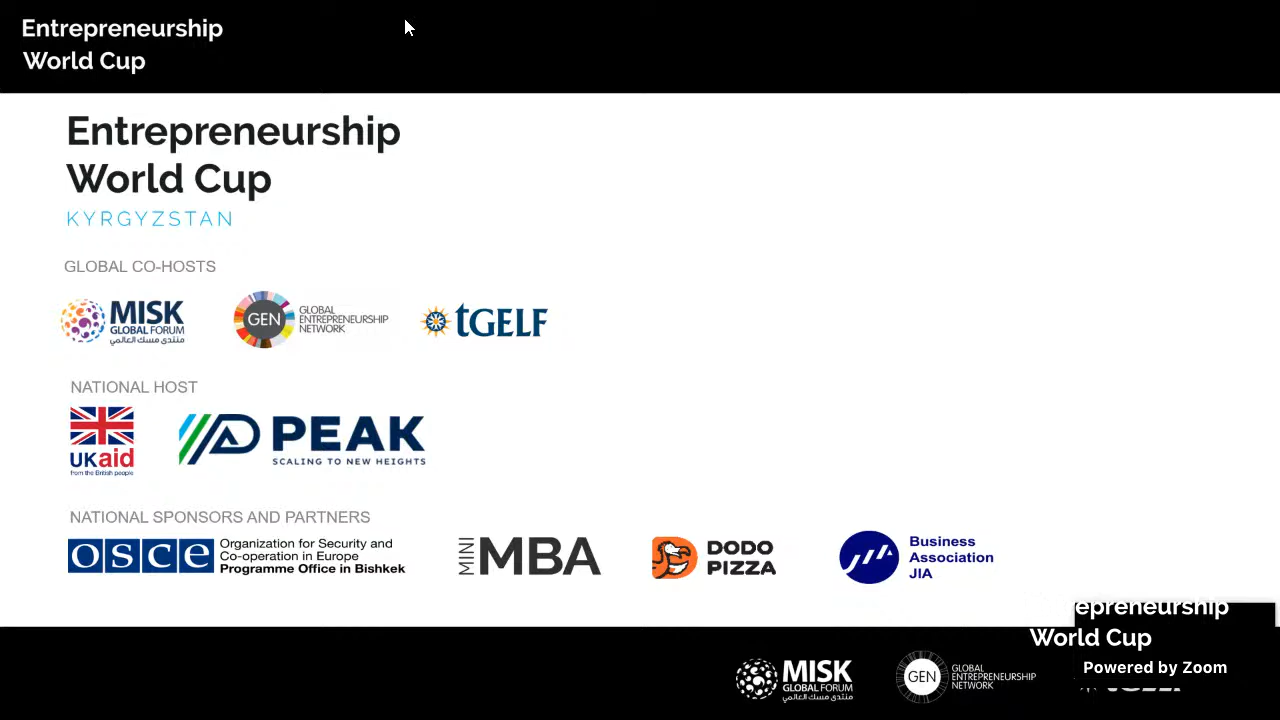 Entrepreneurship
World Cup
Entrepreneurship
World Cup
KYRGYZSTAN
GLOBAL CO-HOSTS
MISK
GLOBAL FORUM
منتدى مسك العالمي
GEN
GLOBAL
ENTREPRENEURSHIP
NETWORK
tGELF
NATIONAL HOST
UKaid
from the British people
PEAK
SCALING TO NEW HEIGHTS
NATIONAL SPONSORS AND PARTNERS
osce
Organization for Security and
Co-operation in Europe
Programme Office in Bishkek
MINI
MBA
DODO
PIZZA
Business
Association
JIA
epreneurship
World Cup
Powered by Zoom
MISK
GLOBAL FORUM
منتدى مسك العالمي
GEN
GLOBAL
ENTREPRENEURSHIP
NETWORK